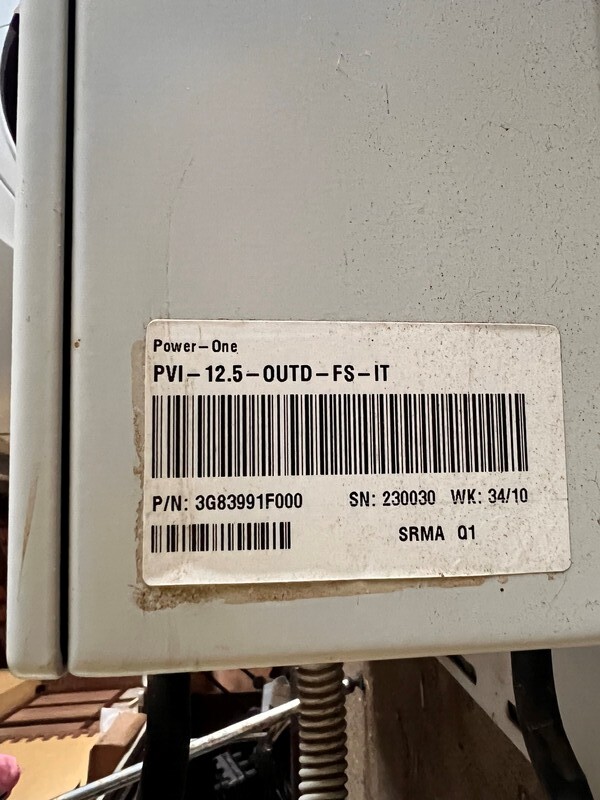 Power-One
PVI-12.5-OUTD-FS-IT
P/N: 3G83991F000 SN: 230030 WK: 34/10
SRMA Q1